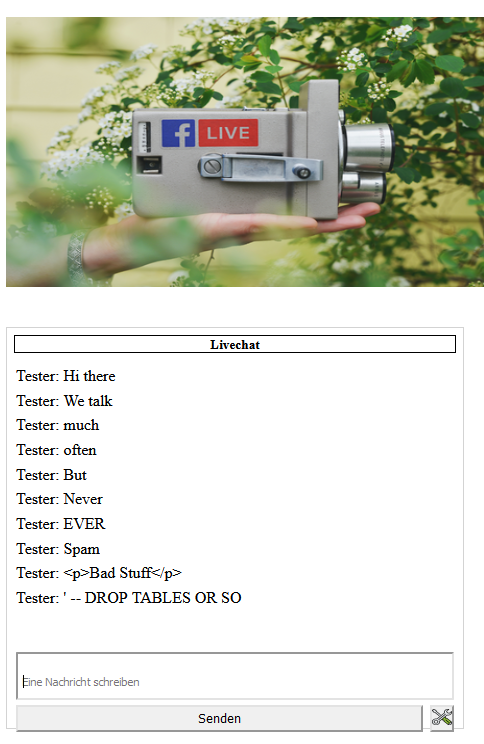 f LIVE
Livechat
Tester: Hi there
Tester: We talk
Tester: much
Tester: often
Tester: But
Tester: Never
Tester: EVER
Tester: Spam
Tester: <p>Bad Stuff</p>
Tester: ' -- DROP TABLES OR SO
Eine Nachricht schreiben
Senden